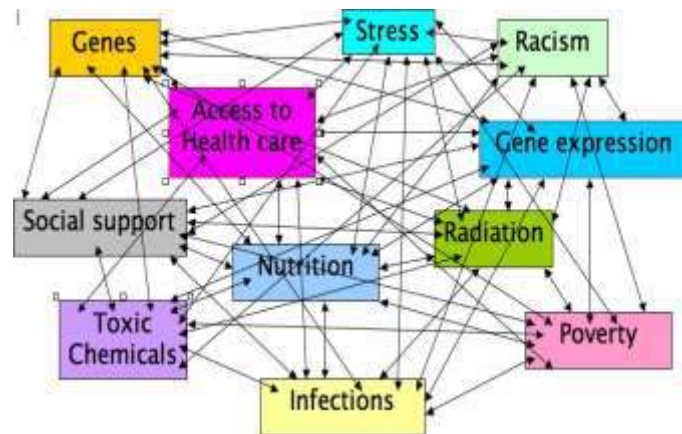 Genes
Stress
Racism
Access to
Health care
Gene expression
Social support
Radiation
Nutrition
Toxic
Chemicals
Poverty
Infections